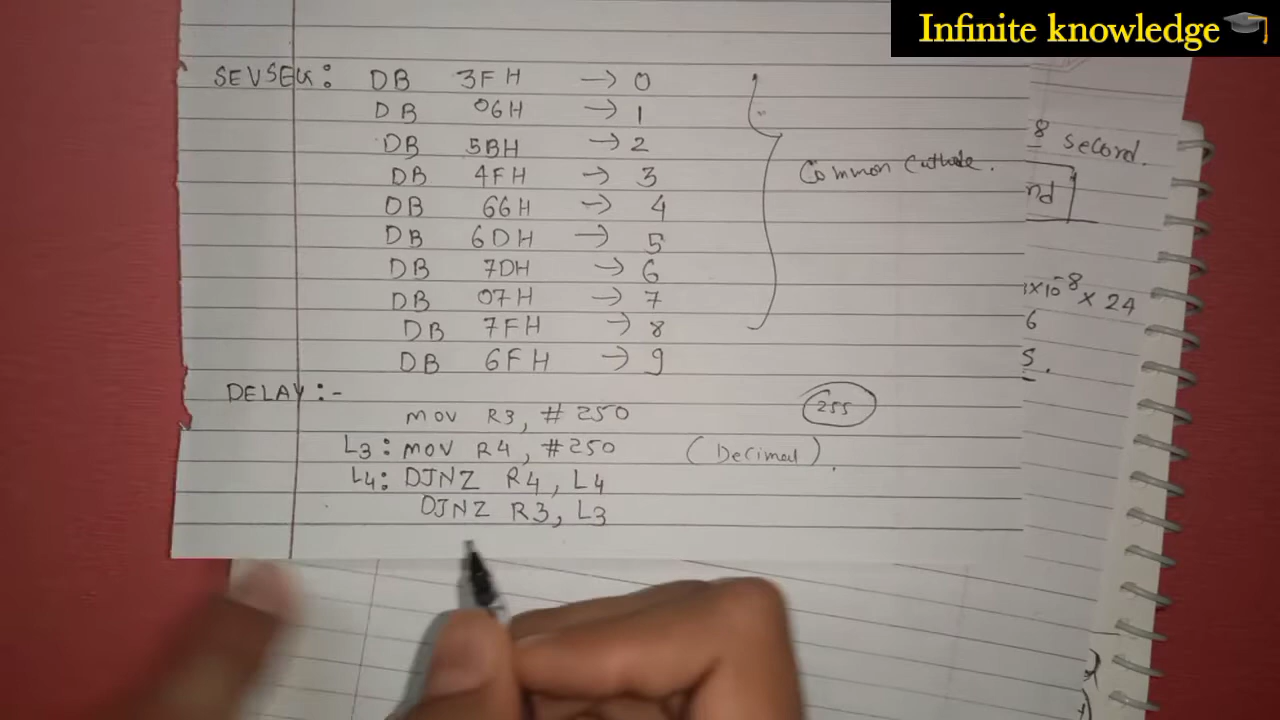 Infinite knowledge
SEVSEG: DB 3FH → 0
DB 06H → 1
DB 5BH → 2
DB 4FH → 3
DB 66H → 4
DB 6DH → 5
DB 7DH → 6
DB 07H → 7
DB 7FH → 8
DB 6FH → 9
Common Cathode.
DELAY:-
MOV R3, #250
255
L3: MOV R4, #250 (Decimal).
L4: DJNZ R4, L4
DJNZ R3, L3
8 second.
nd
×10⁻⁸ × 24
6
5.